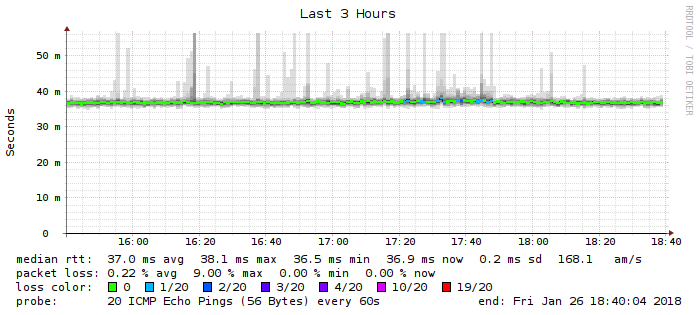 Last 3 Hours
RRDTOOL / TOBI OETIKER
Seconds
50 m
40 m
30 m
20 m
10 m
0
16:00 16:20 16:40 17:00 17:20 17:40 18:00 18:20 18:40
median rtt: 37.0 ms avg 38.1 ms max 36.5 ms min 36.9 ms now 0.2 ms sd 168.1 am/s
packet loss: 0.22 % avg 9.00 % max 0.00 % min 0.00 % now
loss color: 0 1/20 2/20 3/20 4/20 10/20 19/20
probe: 20 ICMP Echo Pings (56 Bytes) every 60s end: Fri Jan 26 18:40:04 2018